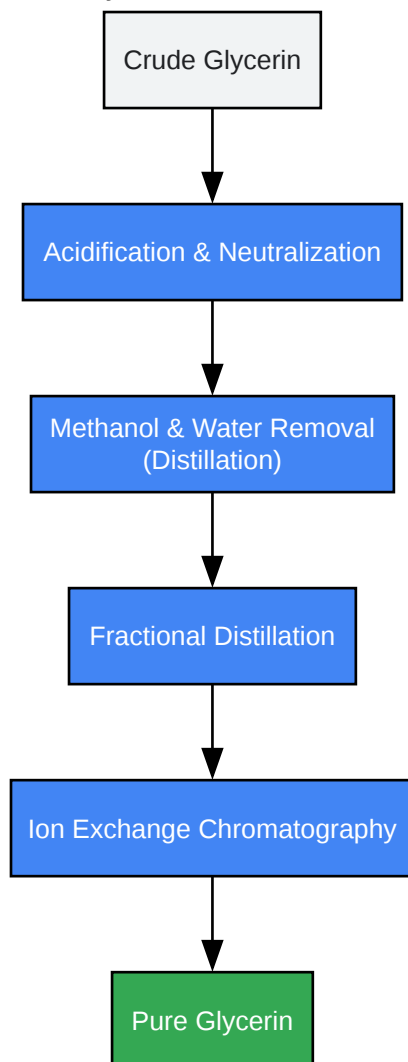 Crude Glycerin
Acidification & Neutralization
Methanol & Water Removal
(Distillation)
Fractional Distillation
Ion Exchange Chromatography
Pure Glycerin